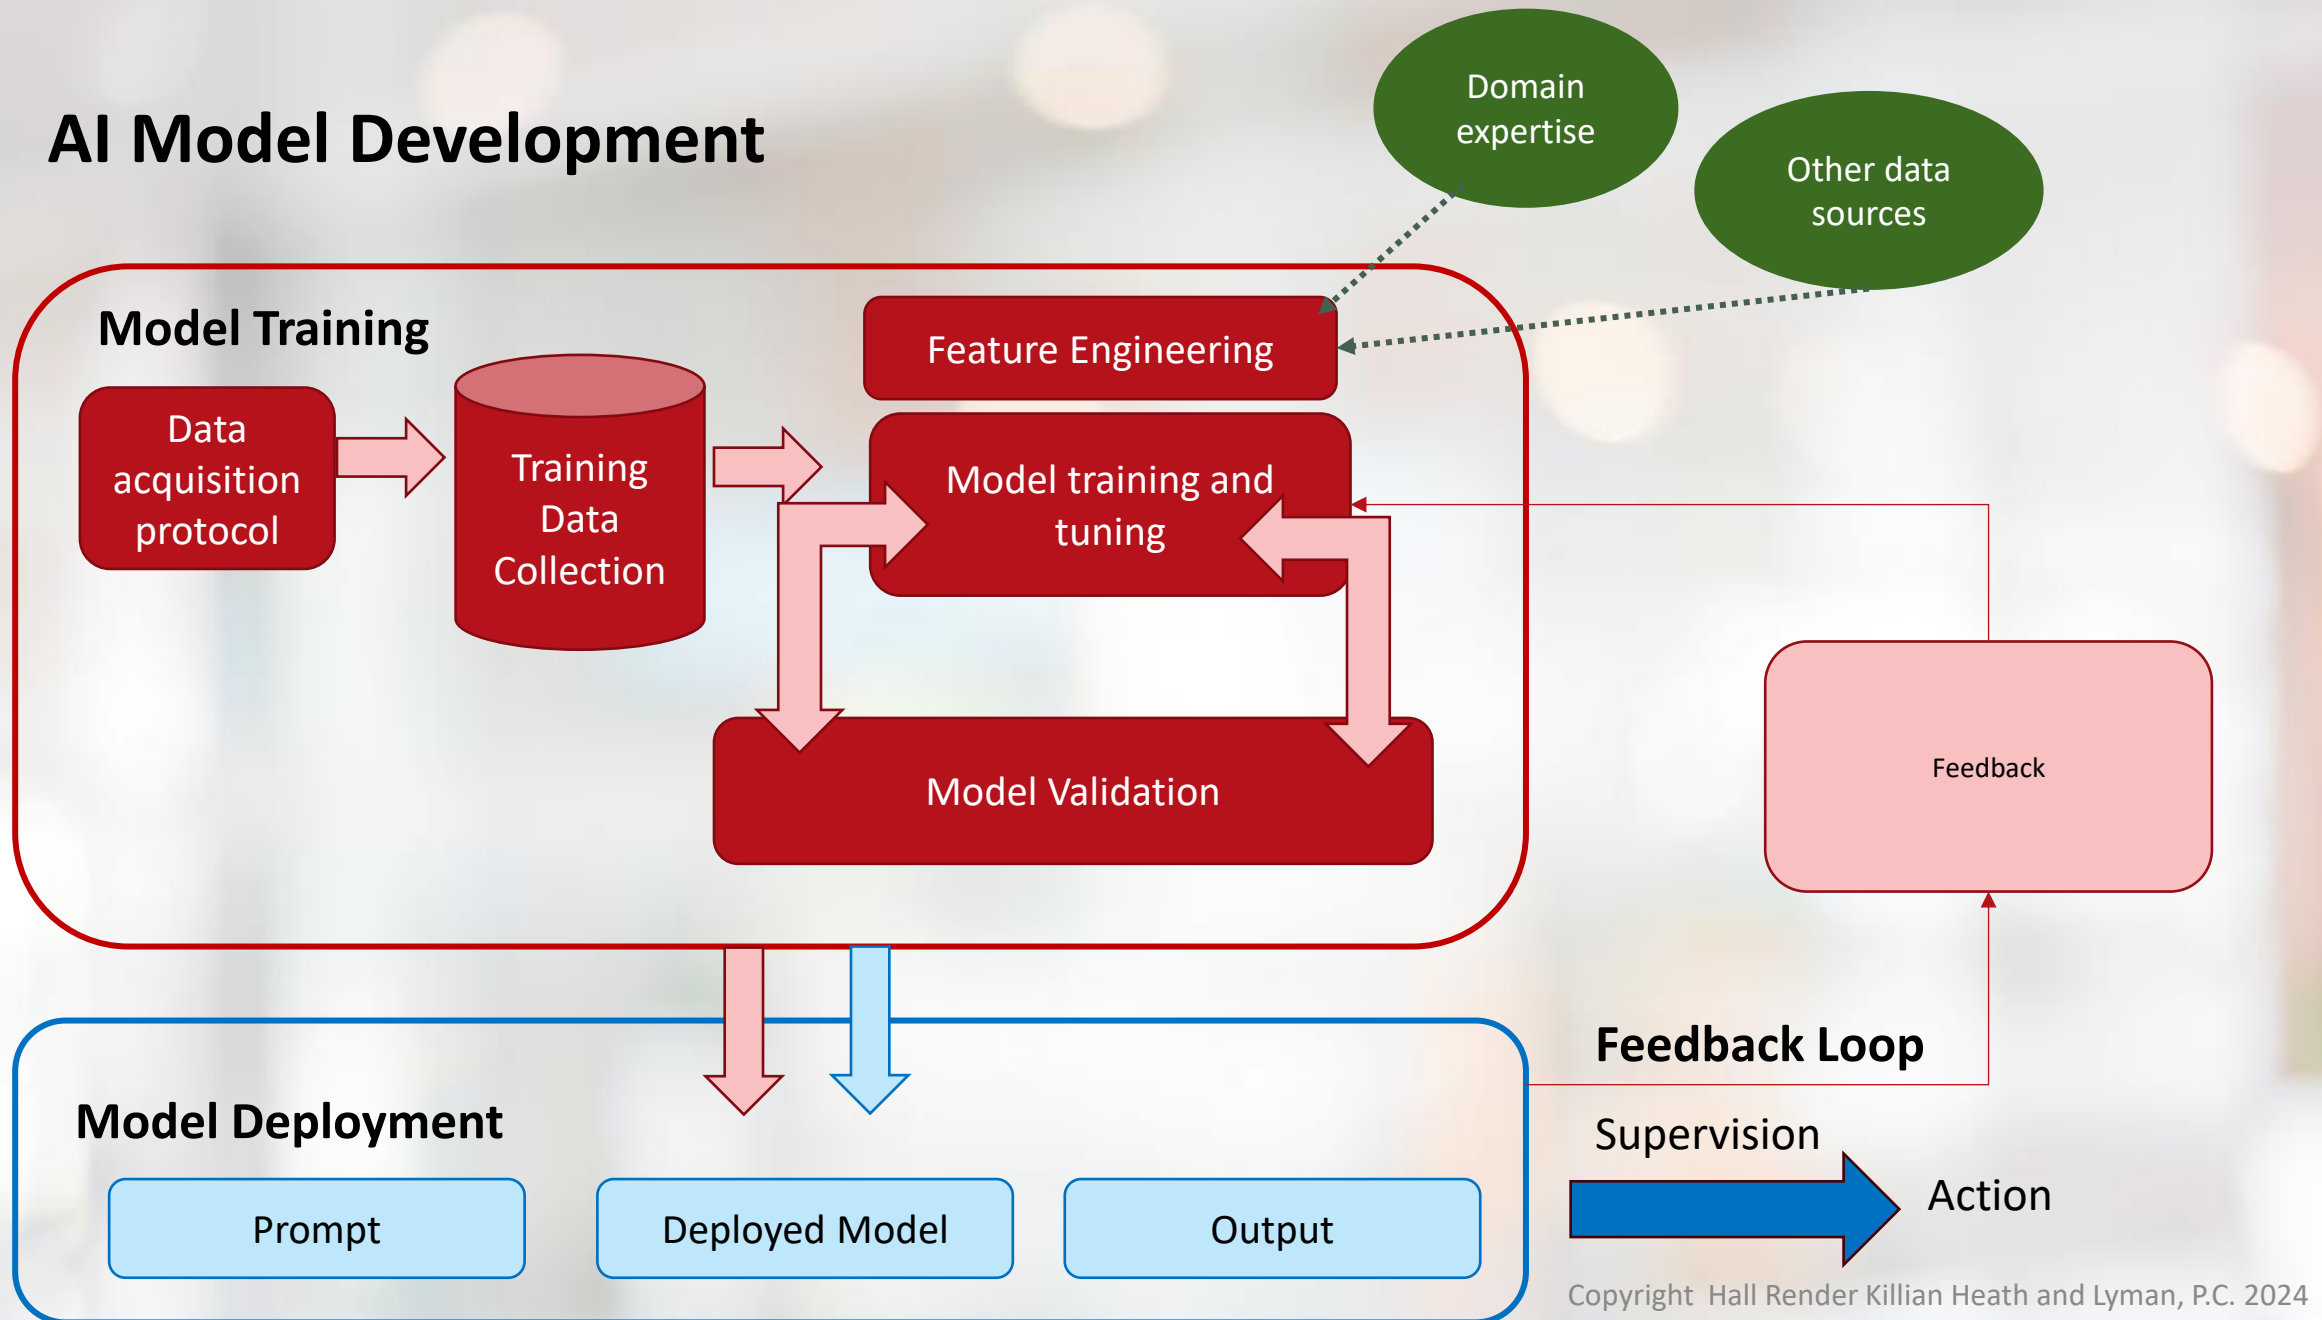 AI Model Development
Domain
expertise
Other data
sources
Model Training
Feature Engineering
Data
acquisition
protocol
Training
Data
Collection
Model training and
tuning
Model Validation
Feedback
Feedback Loop
Model Deployment
Supervision
Action
Prompt
Deployed Model
Output
Copyright Hall Render Killian Heath and Lyman, P.C. 2024